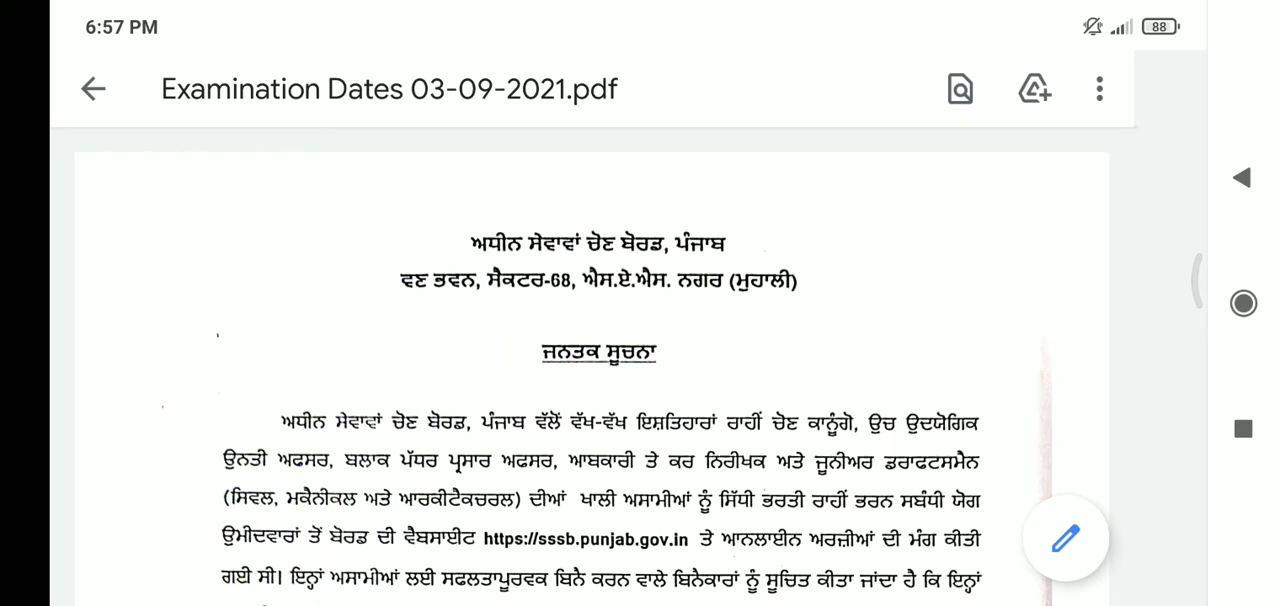 6:57 PM
88
Examination Dates 03-09-2021.pdf
ਅਧੀਨ ਸੇਵਾਵਾਂ ਚੋਣ ਬੋਰਡ, ਪੰਜਾਬ
ਵਣ ਭਵਨ, ਸੈਕਟਰ-68, ਐਸ.ਏ.ਐਸ. ਨਗਰ (ਮੁਹਾਲੀ)
ਜਨਤਕ ਸੂਚਨਾ
ਅਧੀਨ ਸੇਵਾਵਾਂ ਚੋਣ ਬੋਰਡ, ਪੰਜਾਬ ਵੱਲੋਂ ਵੱਖ-ਵੱਖ ਇਸ਼ਤਿਹਾਰਾਂ ਰਾਹੀਂ ਚੋਣ ਕਾਨੂੰਗੋ, ਉਚ ਉਦਯੋਗਿਕ
ਉਨਤੀ ਅਫਸਰ, ਬਲਾਕ ਪੱਧਰ ਪ੍ਰਸਾਰ ਅਫਸਰ, ਆਬਕਾਰੀ ਤੇ ਕਰ ਨਿਰੀਖਕ ਅਤੇ ਜੂਨੀਅਰ ਡਰਾਫਟਸਮੈਨ
(ਸਿਵਲ, ਮਕੈਨੀਕਲ ਅਤੇ ਆਰਕੀਟੈਕਚਰਲ) ਦੀਆਂ ਖਾਲੀ ਅਸਾਮੀਆਂ ਨੂੰ ਸਿੱਧੀ ਭਰਤੀ ਰਾਹੀਂ ਭਰਨ ਸਬੰਧੀ ਯੋਗ
ਉਮੀਦਵਾਰਾਂ ਤੋਂ ਬੋਰਡ ਦੀ ਵੈਬਸਾਈਟ https://sssb.punjab.gov.in ਤੇ ਆਨਲਾਈਨ ਅਰਜ਼ੀਆਂ ਦੀ ਮੰਗ ਕੀਤੀ
ਗਈ ਸੀ। ਇਨ੍ਹਾਂ ਅਸਾਮੀਆਂ ਲਈ ਸਫਲਤਾਪੂਰਵਕ ਬਿਨੈ ਕਰਨ ਵਾਲੇ ਬਿਨੈਕਾਰਾਂ ਨੂੰ ਸੂਚਿਤ ਕੀਤਾ ਜਾਂਦਾ ਹੈ ਕਿ ਇਨ੍ਹਾਂ